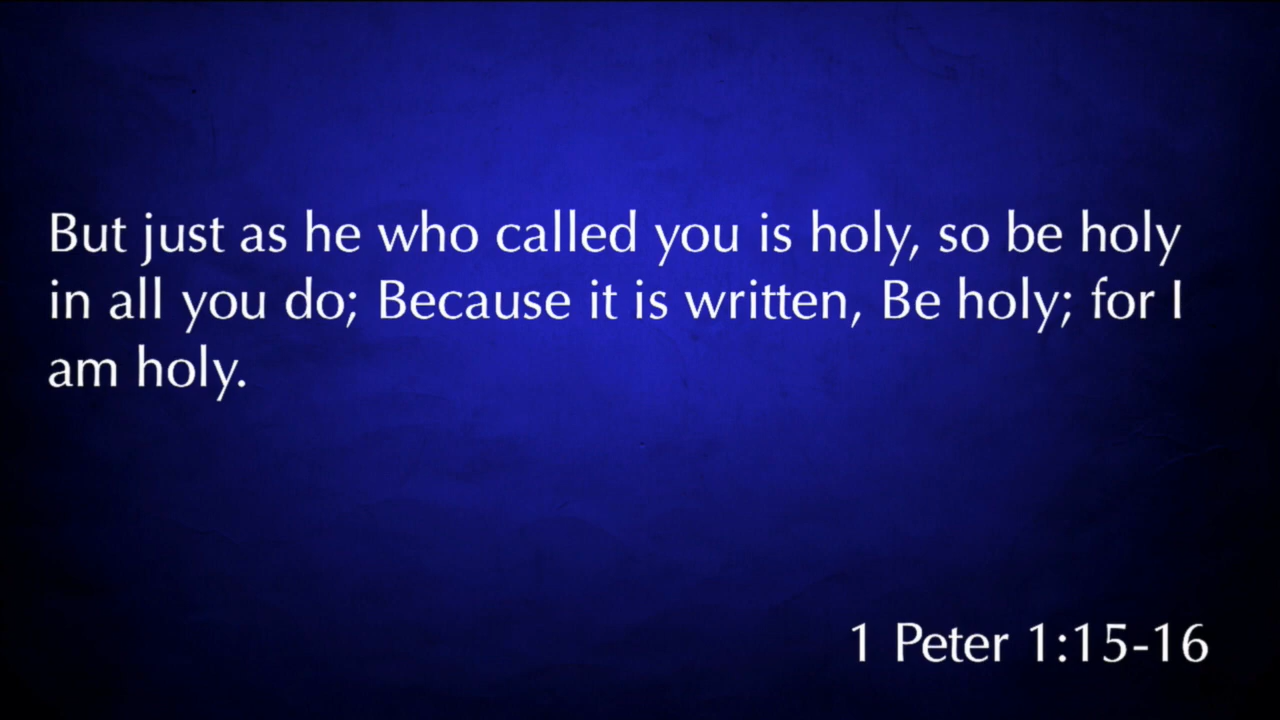 But just as he who called you is holy, so be holy
in all you do; Because it is written, Be holy; for I
am holy.
1 Peter 1:15-16